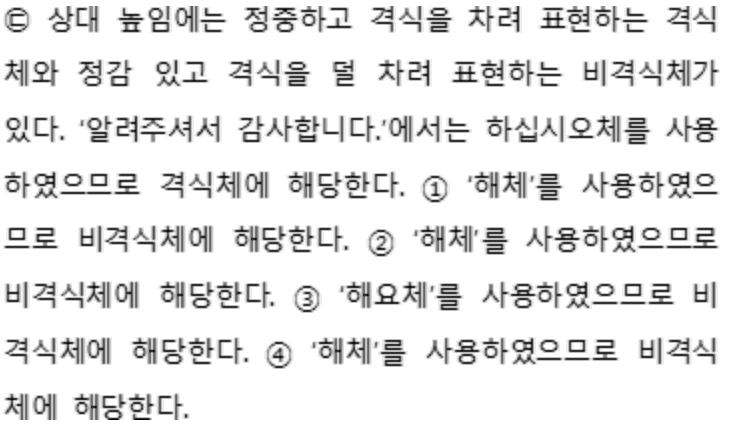 Ⓒ 상대 높임에는 정중하고 격식을 차려 표현하는 격식
체와 정감 있고 격식을 덜 차려 표현하는 비격식체가
있다. ‘알려주셔서 감사합니다.’에서는 하십시오체를 사용
하였으므로 격식체에 해당한다. ① ‘해체’를 사용하였으
므로 비격식체에 해당한다. ② ‘해체’를 사용하였으므로
비격식체에 해당한다. ③ ‘해요체’를 사용하였으므로 비
격식체에 해당한다. ④ ‘해체’를 사용하였으므로 비격식
체에 해당한다.